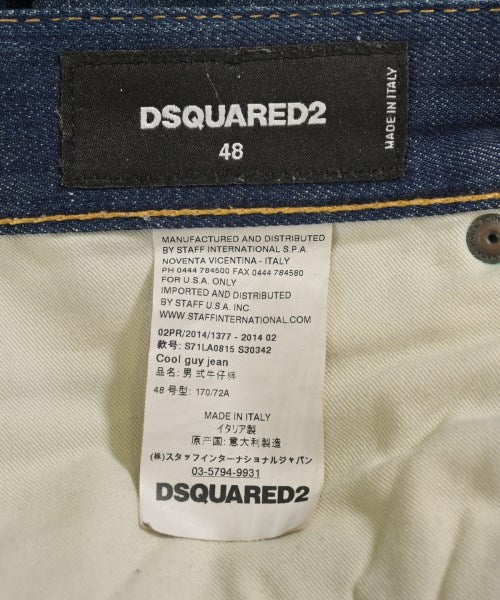 DSQUARED2
48
MADE IN ITALY
MANUFACTURED AND DISTRIBUTED
BY STAFF INTERNATIONAL S.P.A.
NOVENTA VICENTINA - ITALY
PH 0444 784500 FAX 0444 784580
FOR U.S.A. ONLY
IMPORTED AND DISTRIBUTED
BY STAFF U.S.A. INC.
WWW.STAFFINTERNATIONAL.COM
02PR/2014/1377 - 2014 02
款号: S71LA0815 S30342
Cool guy jean
品名: 男式牛仔裤
48 号型: 170/72A
MADE IN ITALY
イタリア製
原产国: 意大利製造
(株)スタッフインターナショナルジャパン
03-5794-9931
DSQUARED2